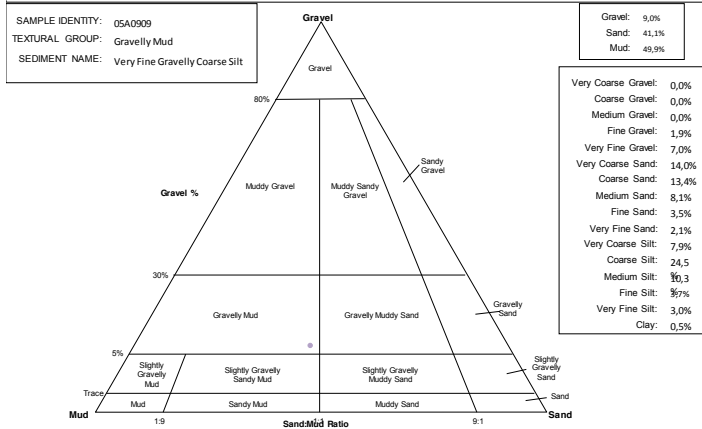 SAMPLE IDENTITY: 05A0909
TEXTURAL GROUP: Gravelly Mud
SEDIMENT NAME: Very Fine Gravelly Coarse Silt
Gravel: 9,0%
Sand: 41,1%
Mud: 49,9%
Very Coarse Gravel: 0,0%
Coarse Gravel: 0,0%
Medium Gravel: 0,0%
Fine Gravel: 1,9%
Very Fine Gravel: 7,0%
Very Coarse Sand: 14,0%
Coarse Sand: 13,4%
Medium Sand: 8,1%
Fine Sand: 3,5%
Very Fine Sand: 2,1%
Very Coarse Silt: 7,9%
Coarse Silt: 24,5
%
Medium Silt: 10,3
%
Fine Silt: 3,7%
Very Fine Silt: 3,0%
Clay: 0,5%
Gravel
Gravel
80%
Sandy
Gravel
Muddy Gravel
Muddy Sandy
Gravel
Gravel %
30%
Gravelly Mud
Gravelly Muddy Sand
Gravelly
Sand
5%
Slightly
Gravelly
Mud
Slightly Gravelly
Sandy Mud
Slightly Gravelly
Muddy Sand
Slightly
Gravelly
Sand
Trace
Mud
Sandy Mud
Muddy Sand
Sand
Mud
Sand
1:9
1:1
9:1
Sand:Mud Ratio